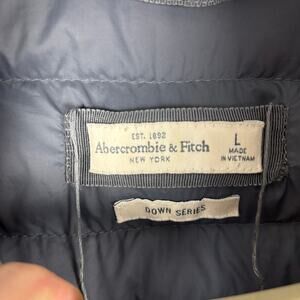 EST. 1892
Abercrombie & Fitch
NEW YORK
L
MADE
IN VIETNAM
DOWN SERIES